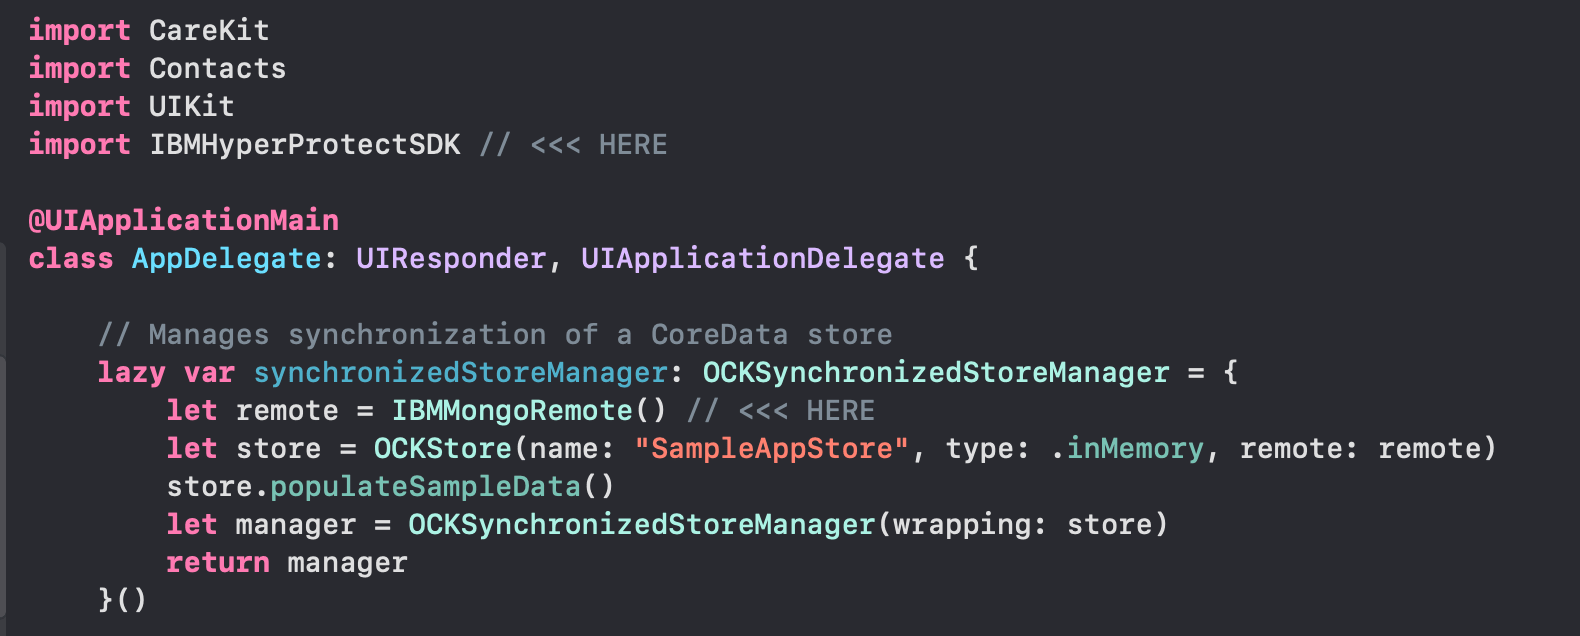 import CareKit
import Contacts
import UIKit
import IBMHyperProtectSDK // <<< HERE
@UIApplicationMain
class AppDelegate: UIResponder, UIApplicationDelegate {
// Manages synchronization of a CoreData store
lazy var synchronizedStoreManager: OCKSynchronizedStoreManager = {
let remote = IBMMongoRemote() // <<< HERE
let store = OCKStore(name: "SampleAppStore", type: .inMemory, remote: remote)
store.populateSampleData()
let manager = OCKSynchronizedStoreManager(wrapping: store)
return manager
}()